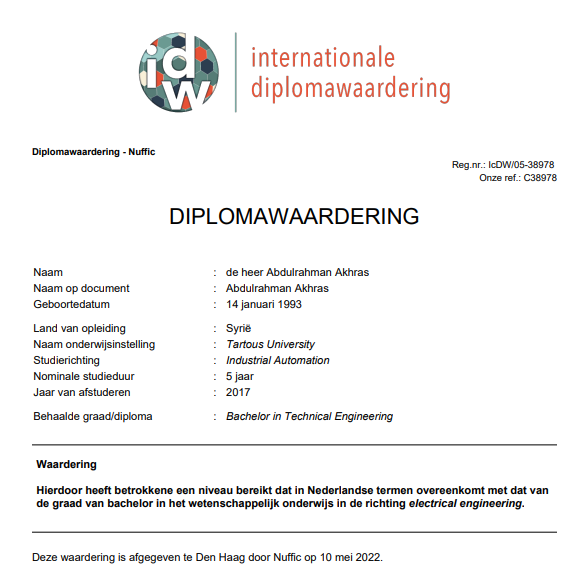 idw
internationale
diplomawaardering
Diplomawaardering - Nuffic
Reg.nr.: IcDW/05-38978
Onze ref.: C38978
DIPLOMAWAARDERING
Naam : de heer Abdulrahman Akhras
Naam op document : Abdulrahman Akhras
Geboortedatum : 14 januari 1993
Land van opleiding : Syrië
Naam onderwijsinstelling : Tartous University
Studierichting : Industrial Automation
Nominale studieduur : 5 jaar
Jaar van afstuderen : 2017
Behaalde graad/diploma : Bachelor in Technical Engineering
Waardering
Hierdoor heeft betrokkene een niveau bereikt dat in Nederlandse termen overeenkomt met dat van
de graad van bachelor in het wetenschappelijk onderwijs in de richting electrical engineering.
Deze waardering is afgegeven te Den Haag door Nuffic op 10 mei 2022.